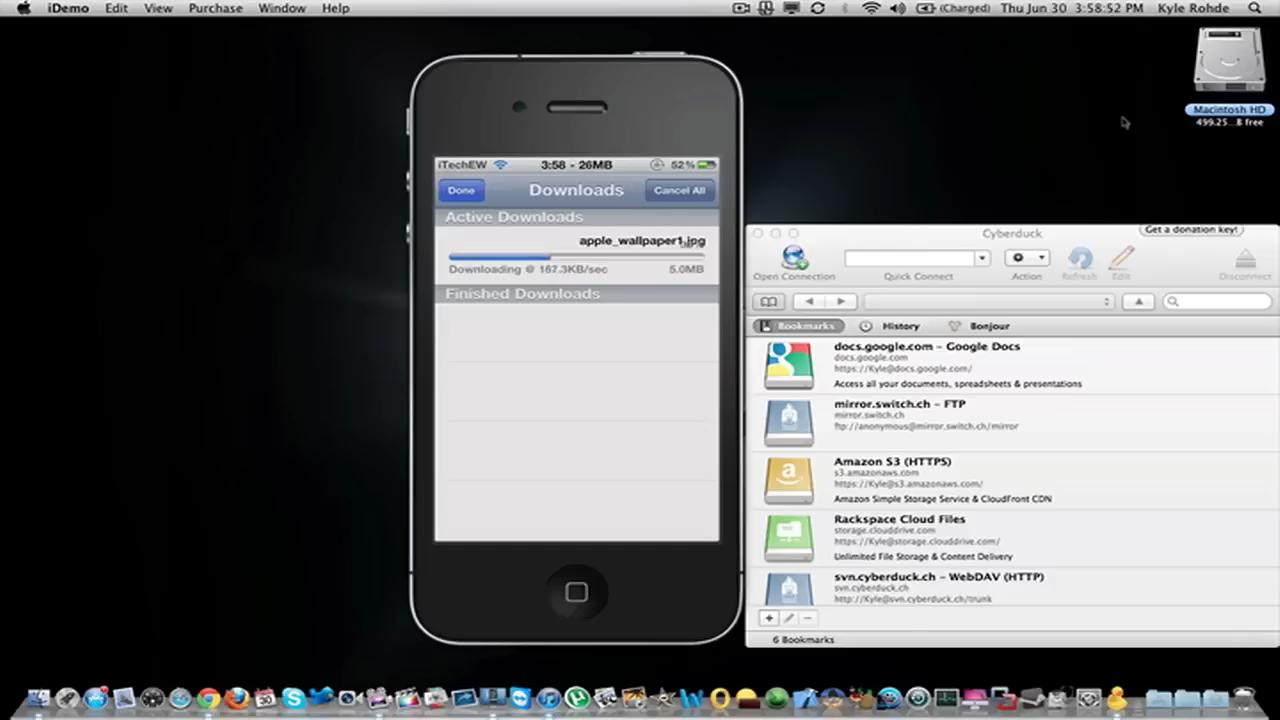 iDemo Edit View Purchase Window Help (Charged) Thu Jun 30 3:58:52 PM Kyle Rohde
Macintosh HD
499.25...B free
iTechEW 3:58 - 26MB 52%
Done Downloads Cancel All
Active Downloads
apple_wallpaper1.jpg
Downloading @ 167.3KB/sec 5.0MB
Finished Downloads
Cyberduck Get a donation key!
Open Connection Quick Connect Action Refresh Edit Disconnect
Bookmarks History Bonjour
docs.google.com – Google Docs
docs.google.com
https://Kyle@docs.google.com/
Access all your documents, spreadsheets & presentations
mirror.switch.ch – FTP
mirror.switch.ch
ftp://anonymous@mirror.switch.ch/mirror
Amazon S3 (HTTPS)
s3.amazonaws.com
https://Kyle@s3.amazonaws.com/
Amazon Simple Storage Service & CloudFront CDN
Rackspace Cloud Files
storage.clouddrive.com
https://Kyle@storage.clouddrive.com/
Unlimited File Storage & Content Delivery
svn.cyberduck.ch – WebDAV (HTTP)
svn.cyberduck.ch
http://Kyle@svn.cyberduck.ch/trunk
6 Bookmarks